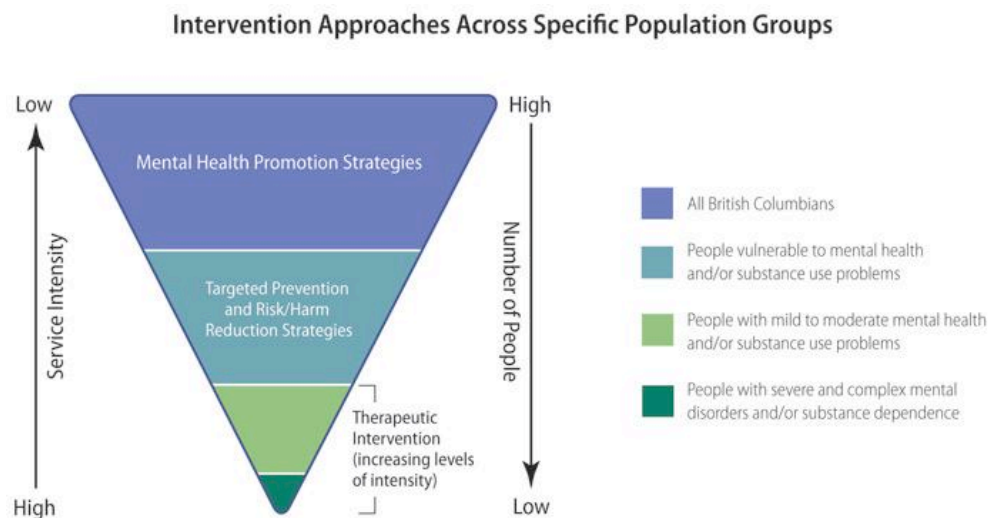 Intervention Approaches Across Specific Population Groups
Low
High
Service Intensity
Mental Health Promotion Strategies
Targeted Prevention
and Risk/Harm
Reduction Strategies
Therapeutic
Intervention
(increasing levels
of intensity)
High
Low
Number of People
All British Columbians
People vulnerable to mental health
and/or substance use problems
People with mild to moderate mental health
and/or substance use problems
People with severe and complex mental
disorders and/or substance dependence